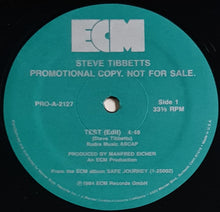 ECM
STEVE TIBBETTS
PROMOTIONAL COPY. NOT FOR SALE.
PRO-A-2127
Side 1
33⅓ RPM
TEST (Edit) 4:48
(Steve Tibbetts)
Rudra Music ASCAP
PRODUCED BY MANFRED EICHER
An ECM Production
From the ECM album SAFE JOURNEY (1-25002)
℗ 1984 ECM Records GmbH